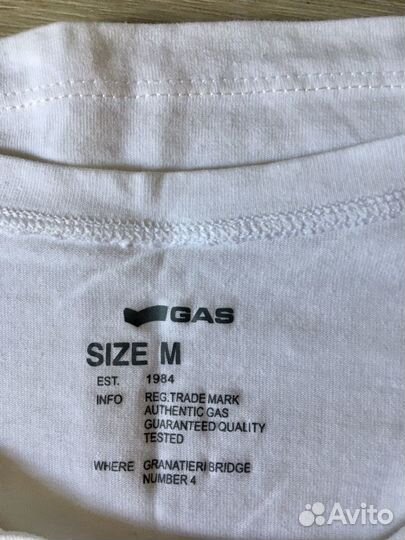 GAS
SIZE M
EST. 1984
INFO REG.TRADE MARK
AUTHENTIC GAS
GUARANTEED QUALITY
TESTED
WHERE GRANATIERI BRIDGE
NUMBER 4
Avito